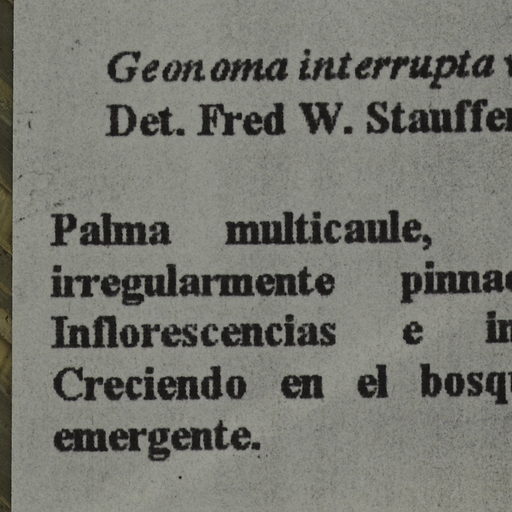 Geonoma interrupta
Det. Fred W. Stauffer
Palma multicaule,
irregularmente
Inflorescencias e
Creciendo en el
emergente.